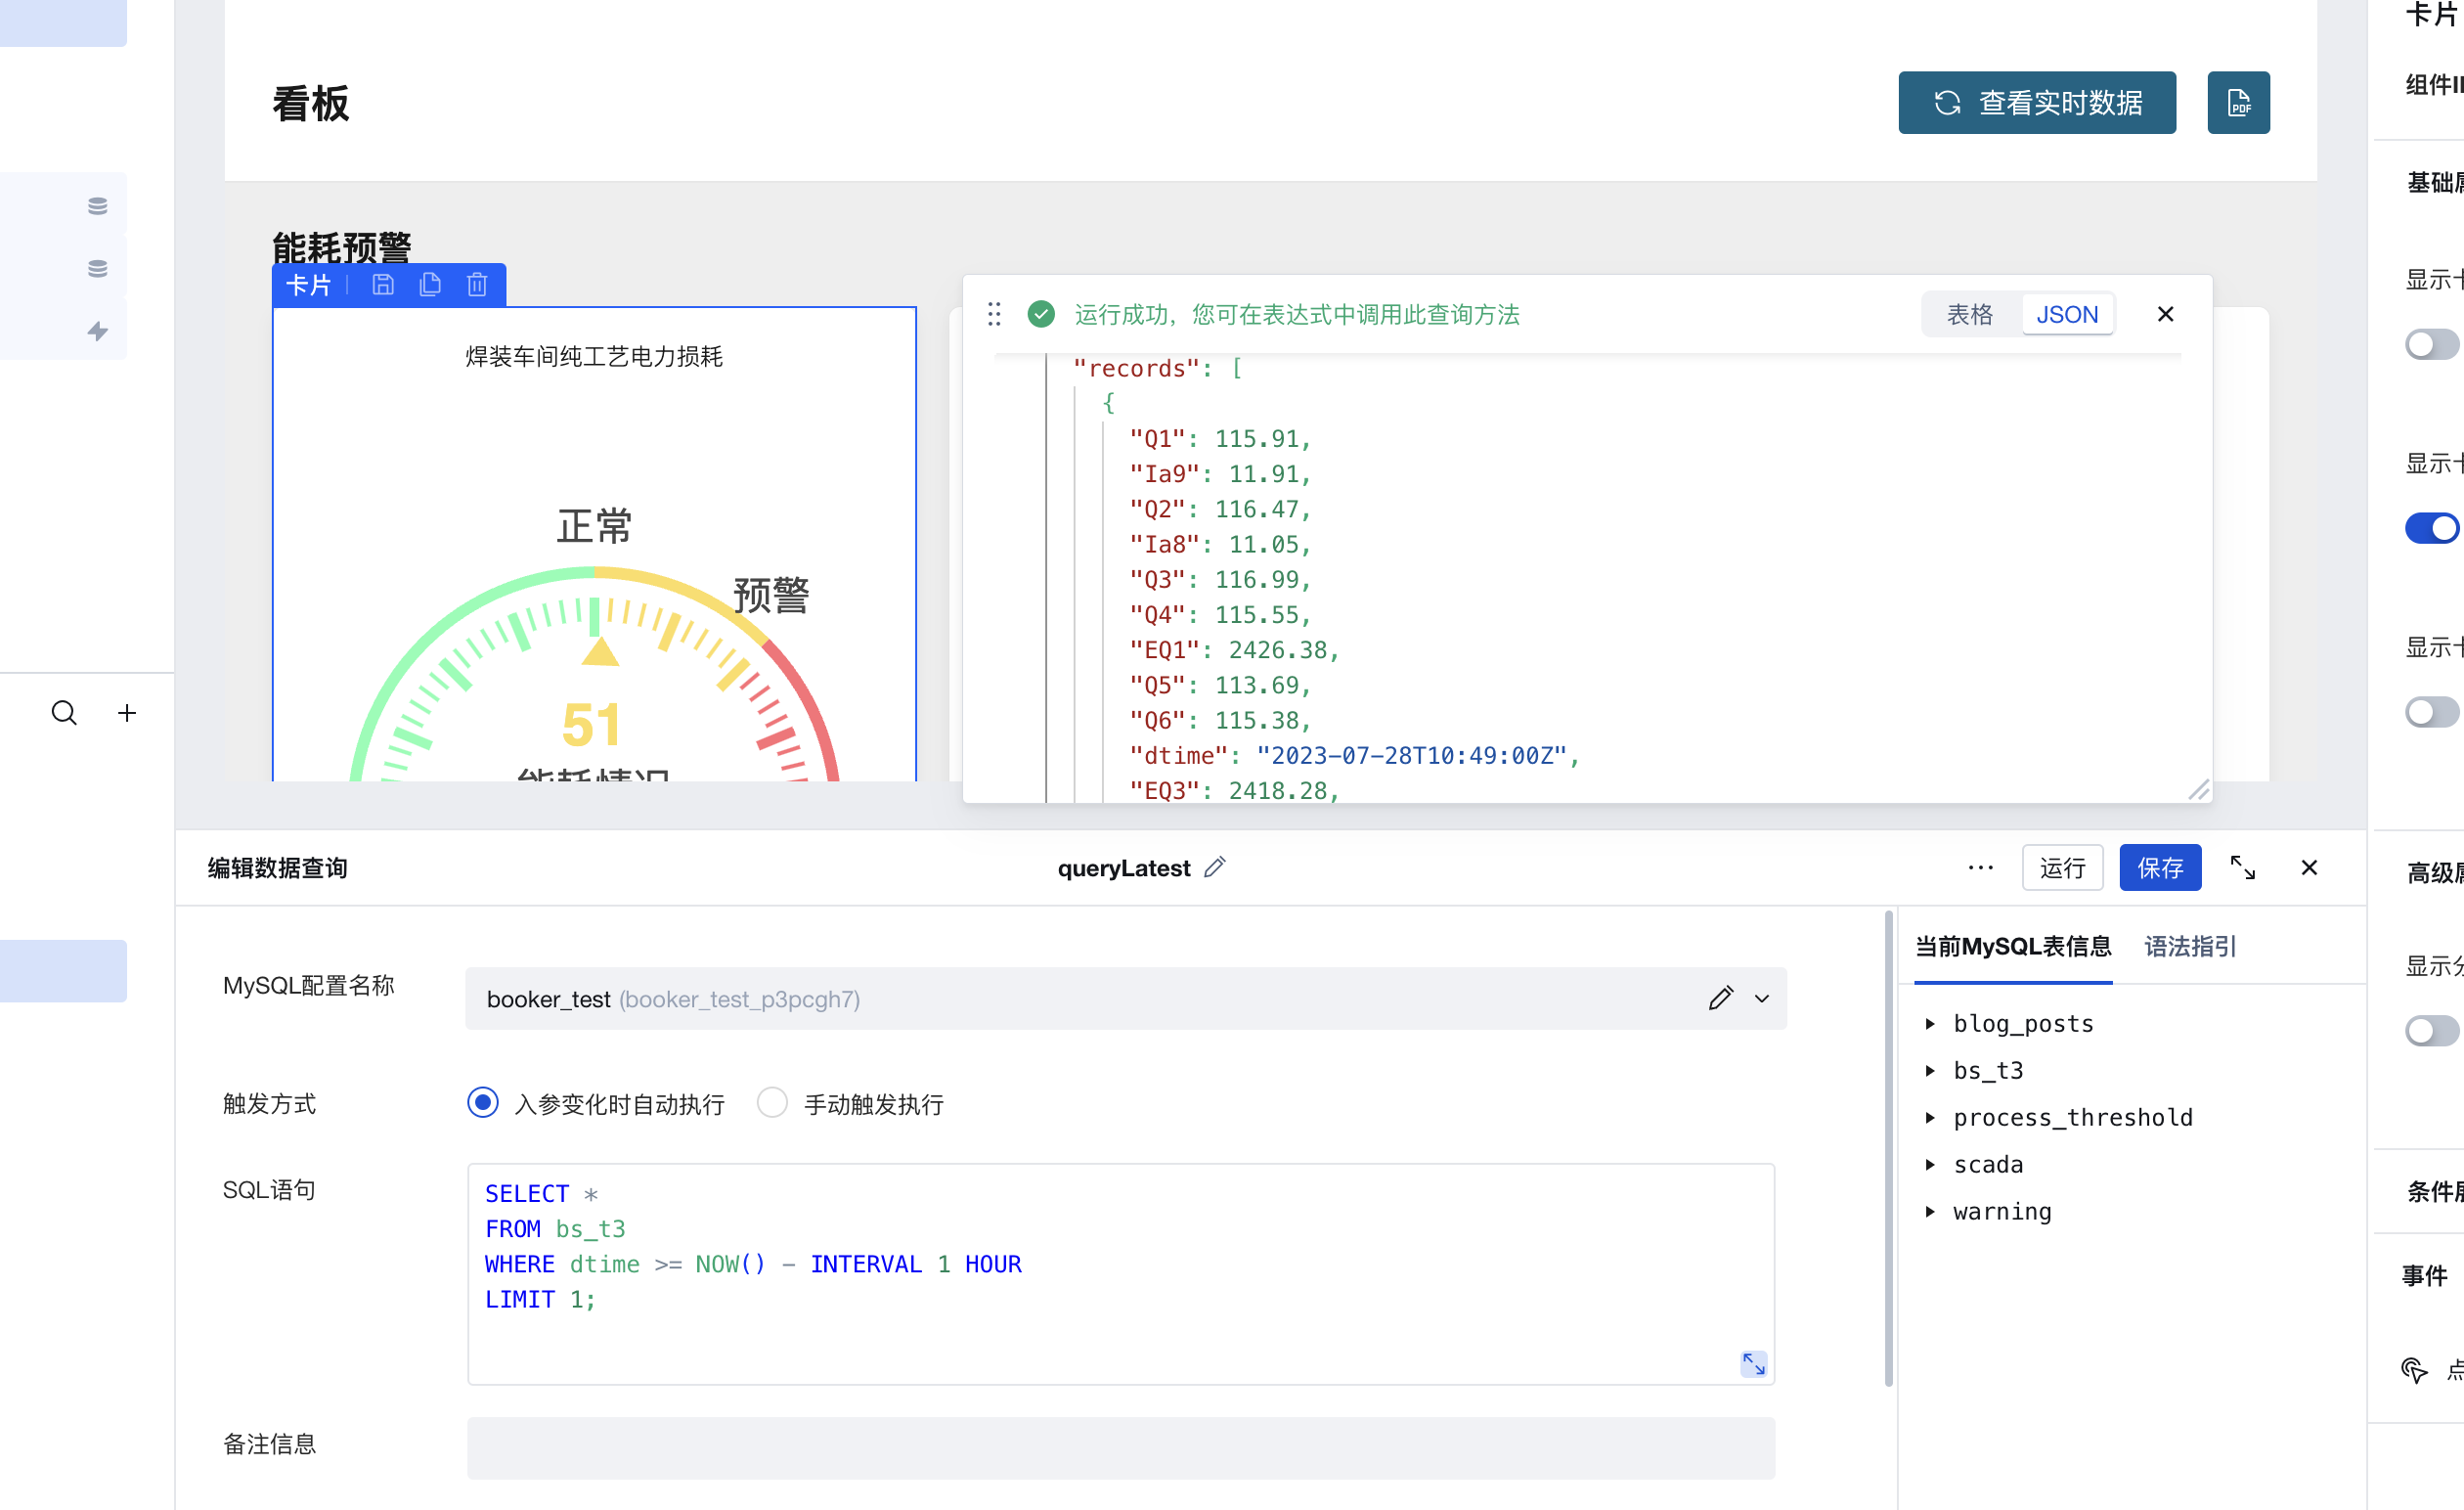 看板
查看实时数据
PDF
能耗预警
卡片
焊装车间纯工艺电力损耗
正常
预警
51
能耗情况
运行成功，您可在表达式中调用此查询方法
表格
JSON
"records": [
{
"Q1": 115.91,
"Ia9": 11.91,
"Q2": 116.47,
"Ia8": 11.05,
"Q3": 116.99,
"Q4": 115.55,
"EQ1": 2426.38,
"Q5": 113.69,
"Q6": 115.38,
"dtime": "2023-07-28T10:49:00Z",
"EQ3": 2418.28,
编辑数据查询
queryLatest
运行
保存
MySQL配置名称
booker_test (booker_test_p3pcgh7)
触发方式
入参变化时自动执行
手动触发执行
SQL语句
SELECT *
FROM bs_t3
WHERE dtime >= NOW() - INTERVAL 1 HOUR
LIMIT 1;
备注信息
当前MySQL表信息
语法指引
blog_posts
bs_t3
process_threshold
scada
warning
卡片
组件I
基础
显示
显示
显示
高级
显示
条件
事件
点